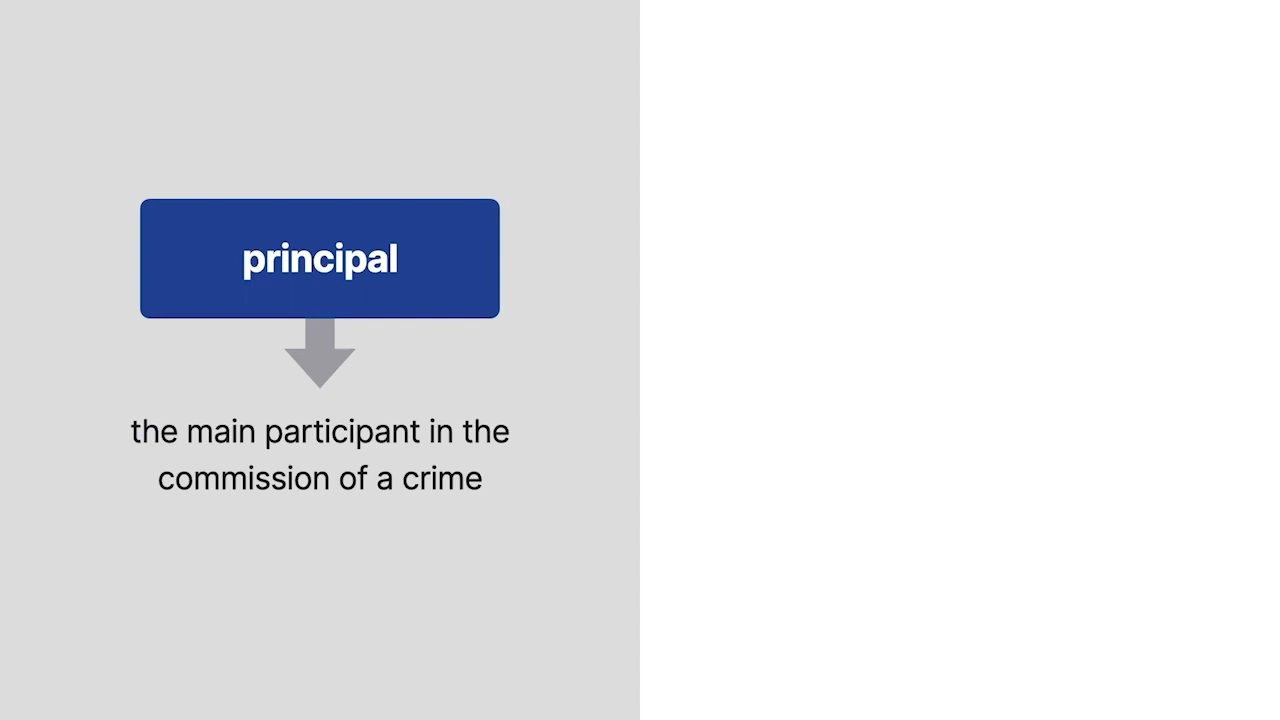 principal
the main participant in the
commission of a crime